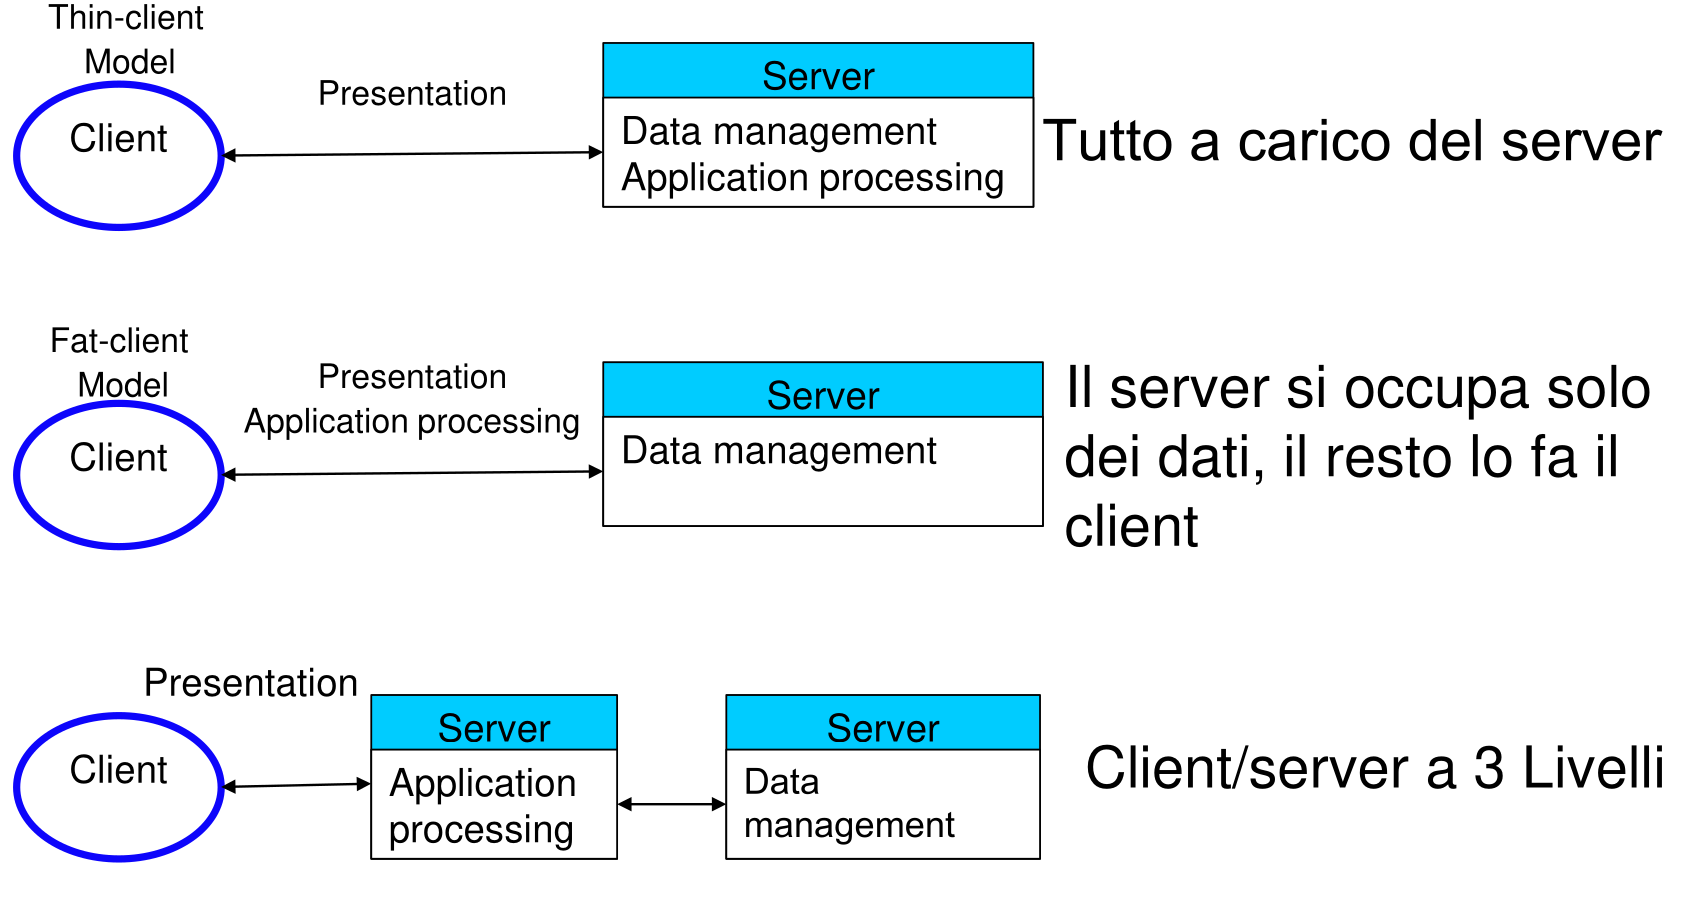 Thin-client
Model
Client
Presentation
Server
Data management
Application processing
Tutto a carico del server
Fat-client
Model
Client
Presentation
Application processing
Server
Data management
Il server si occupa solo
dei dati, il resto lo fa il
client
Presentation
Client
Server
Application
processing
Server
Data
management
Client/server a 3 Livelli